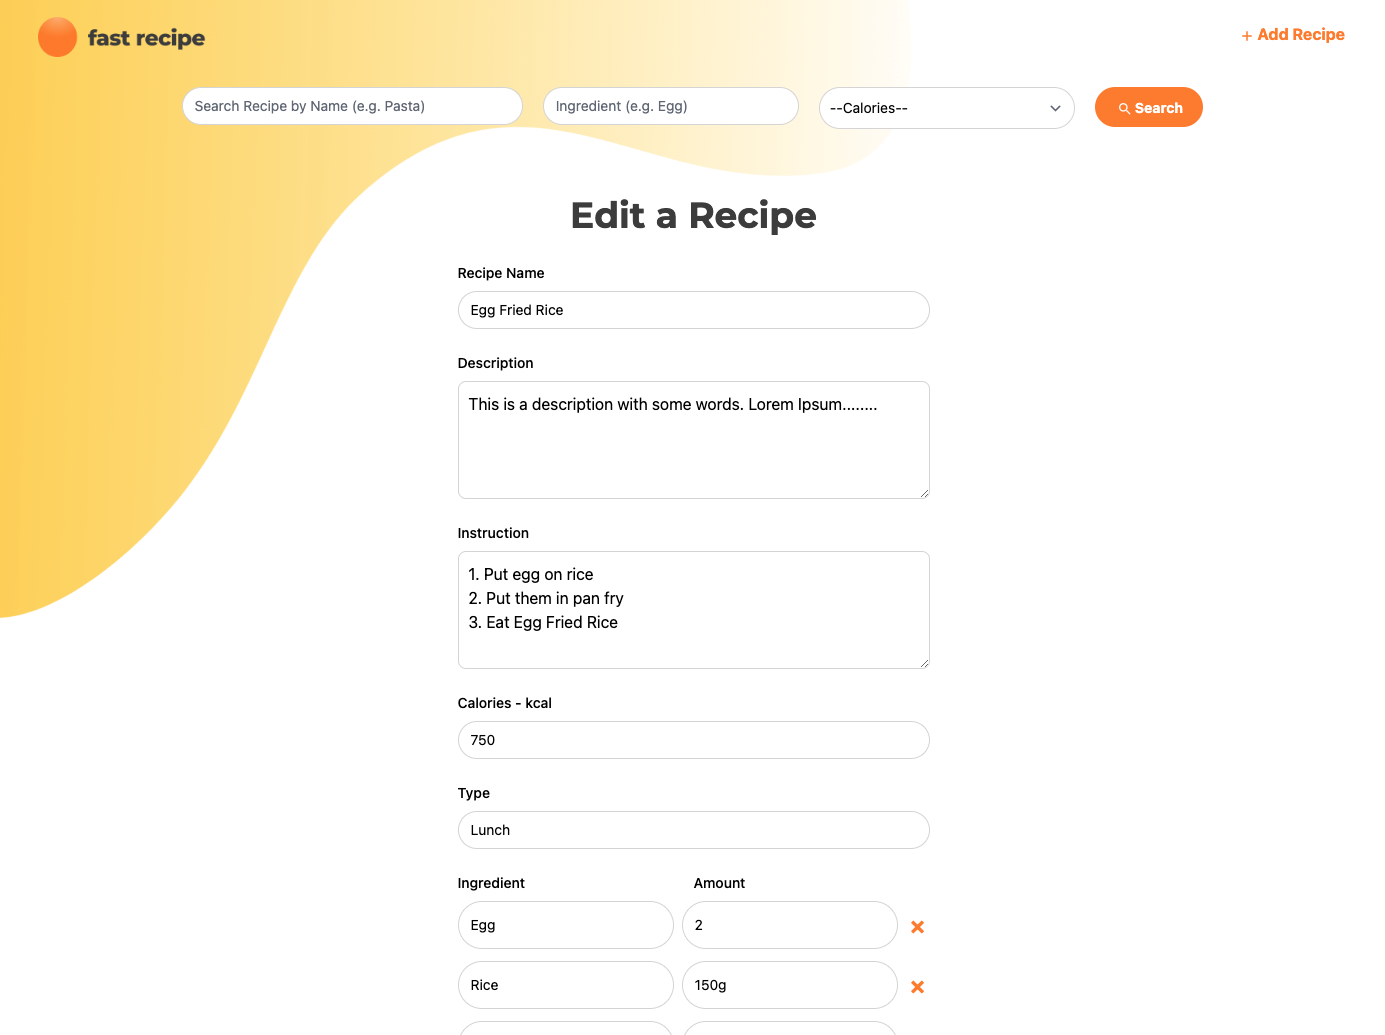 fast recipe
+ Add Recipe
Search Recipe by Name (e.g. Pasta)
Ingredient (e.g. Egg)
--Calories--
Search
Edit a Recipe
Recipe Name
Egg Fried Rice
Description
This is a description with some words. Lorem Ipsum........
Instruction
1. Put egg on rice
2. Put them in pan fry
3. Eat Egg Fried Rice
Calories - kcal
750
Type
Lunch
Ingredient Amount
Egg 2
Rice 150g